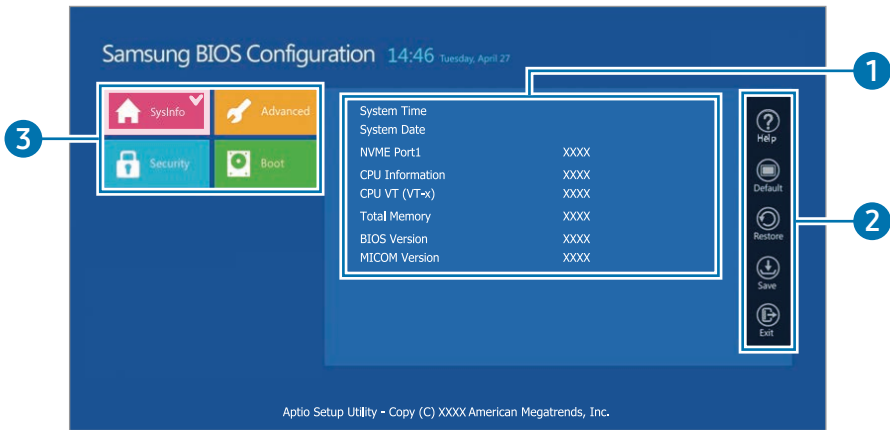 Samsung BIOS Configuration 14:46 Tuesday, April 27
1
3
SysInfo Advanced
Security Boot
System Time
System Date
NVME Port1 XXXX
CPU Information XXXX
CPU VT (VT-x) XXXX
Total Memory XXXX
BIOS Version XXXX
MICOM Version XXXX
Help
Default
2
Restore
Save
Exit
Aptio Setup Utility - Copy (C) XXXX American Megatrends, Inc.